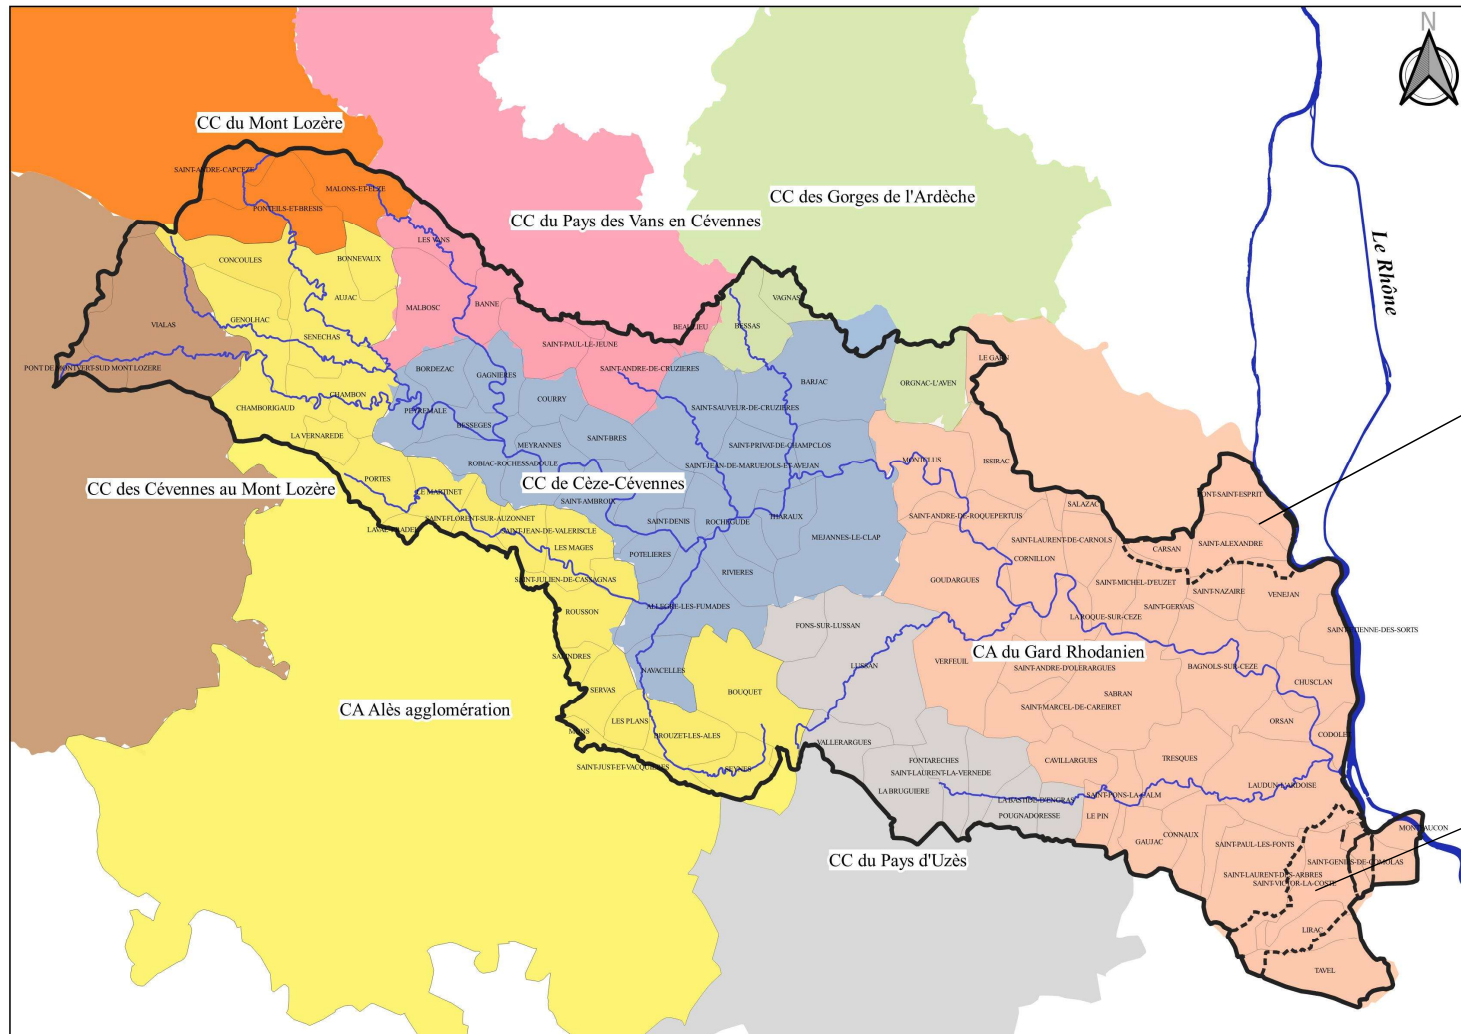 N
CC du Mont Lozère
SAINT-ANDRE-CAPCEZE
MALONS-ET-ELZE
CC des Gorges de l'Ardèche
PONTEILS-ET-BRESIS
CC du Pays des Vans en Cévennes
LES VANS
Le Rhône
CONCOULES
BONNEVAUX
AUJAC
VAGNAS
MALBOSC
BANNE
GENOLHAC
VIALAS
BESSAS
BEAULIEU
SENECHAS
SAINT-PAUL-LE-JEUNE
LE GARN
PONT DE MONTVERT-SUD MONT LOZERE
BORDEZAC
GAGNIERES
SAINT-ANDRE-DE-CRUZIERES
BARJAC
ORGNAC-L'AVEN
CHAMBON
COURRY
CHAMBORIGAUD
PEYREMALE
SAINT-SAUVEUR-DE-CRUZIERES
BESSEGES
LA VERNAREDE
SAINT-BRES
MEYRANNES
SAINT-PRIVAT-DE-CHAMPCLOS
ROBIAC-ROCHESSADOULE
SAINT-JEAN-DE-MARUEJOLS-ET-AVEJAN
MONTCLUS
ISSIRAC
PORTES
CC des Cévennes au Mont Lozère
CC de Cèze-Cévennes
LE MARTINET
PONT-SAINT-ESPRIT
SAINT-AMBROIX
SALAZAC
SAINT-FLORENT-SUR-AUZONNET
SAINT-DENIS
ROCHEGUDE
THARAUX
SAINT-ANDRE-DE-ROQUEPERTUIS
LAVAL-PRADEL
SAINT-JEAN-DE-VALERISCLE
MEJANNES-LE-CLAP
SAINT-LAURENT-DE-CARNOLS
SAINT-ALEXANDRE
LES MAGES
CARSAN
POTELIERES
CORNILLON
RIVIERES
SAINT-JULIEN-DE-CASSAGNAS
GOUDARGUES
SAINT-MICHEL-D'EUZET
SAINT-NAZAIRE
VENEJAN
ALLEGRE-LES-FUMADES
SAINT-GERVAIS
ROUSSON
LA ROQUE-SUR-CEZE
FONS-SUR-LUSSAN
SAINT-ETIENNE-DES-SORTS
CA du Gard Rhodanien
SALINDRES
NAVACELLES
LUSSAN
VERFEUIL
SAINT-ANDRE-D'OLERARGUES
BAGNOLS-SUR-CEZE
CHUSCLAN
SERVAS
BOUQUET
SABRAN
SAINT-MARCEL-DE-CAREIRET
CA Alès agglomération
LES PLANS
ORSAN
MONS
BROUZET-LES-ALES
CODOLET
VALLERARGUES
FONTARECHES
CAVILLARGUES
TRESQUES
SAINT-JUST-ET-VACQUIERES
SEYNES
SAINT-LAURENT-LA-VERNEDE
LAUDUN-L'ARDOISE
LA BRUGUIERE
LA BASTIDE-D'ENGRAS
SAINT-PONS-LA-CALM
POUGNADORESSE
LE PIN
MONTFAUCON
CONNAUX
GAUJAC
SAINT-PAUL-LES-FONTS
CC du Pays d'Uzès
SAINT-GENIES-DE-COMOLAS
SAINT-LAURENT-DES-ARBRES
SAINT-VICTOR-LA-COSTE
LIRAC
TAVEL